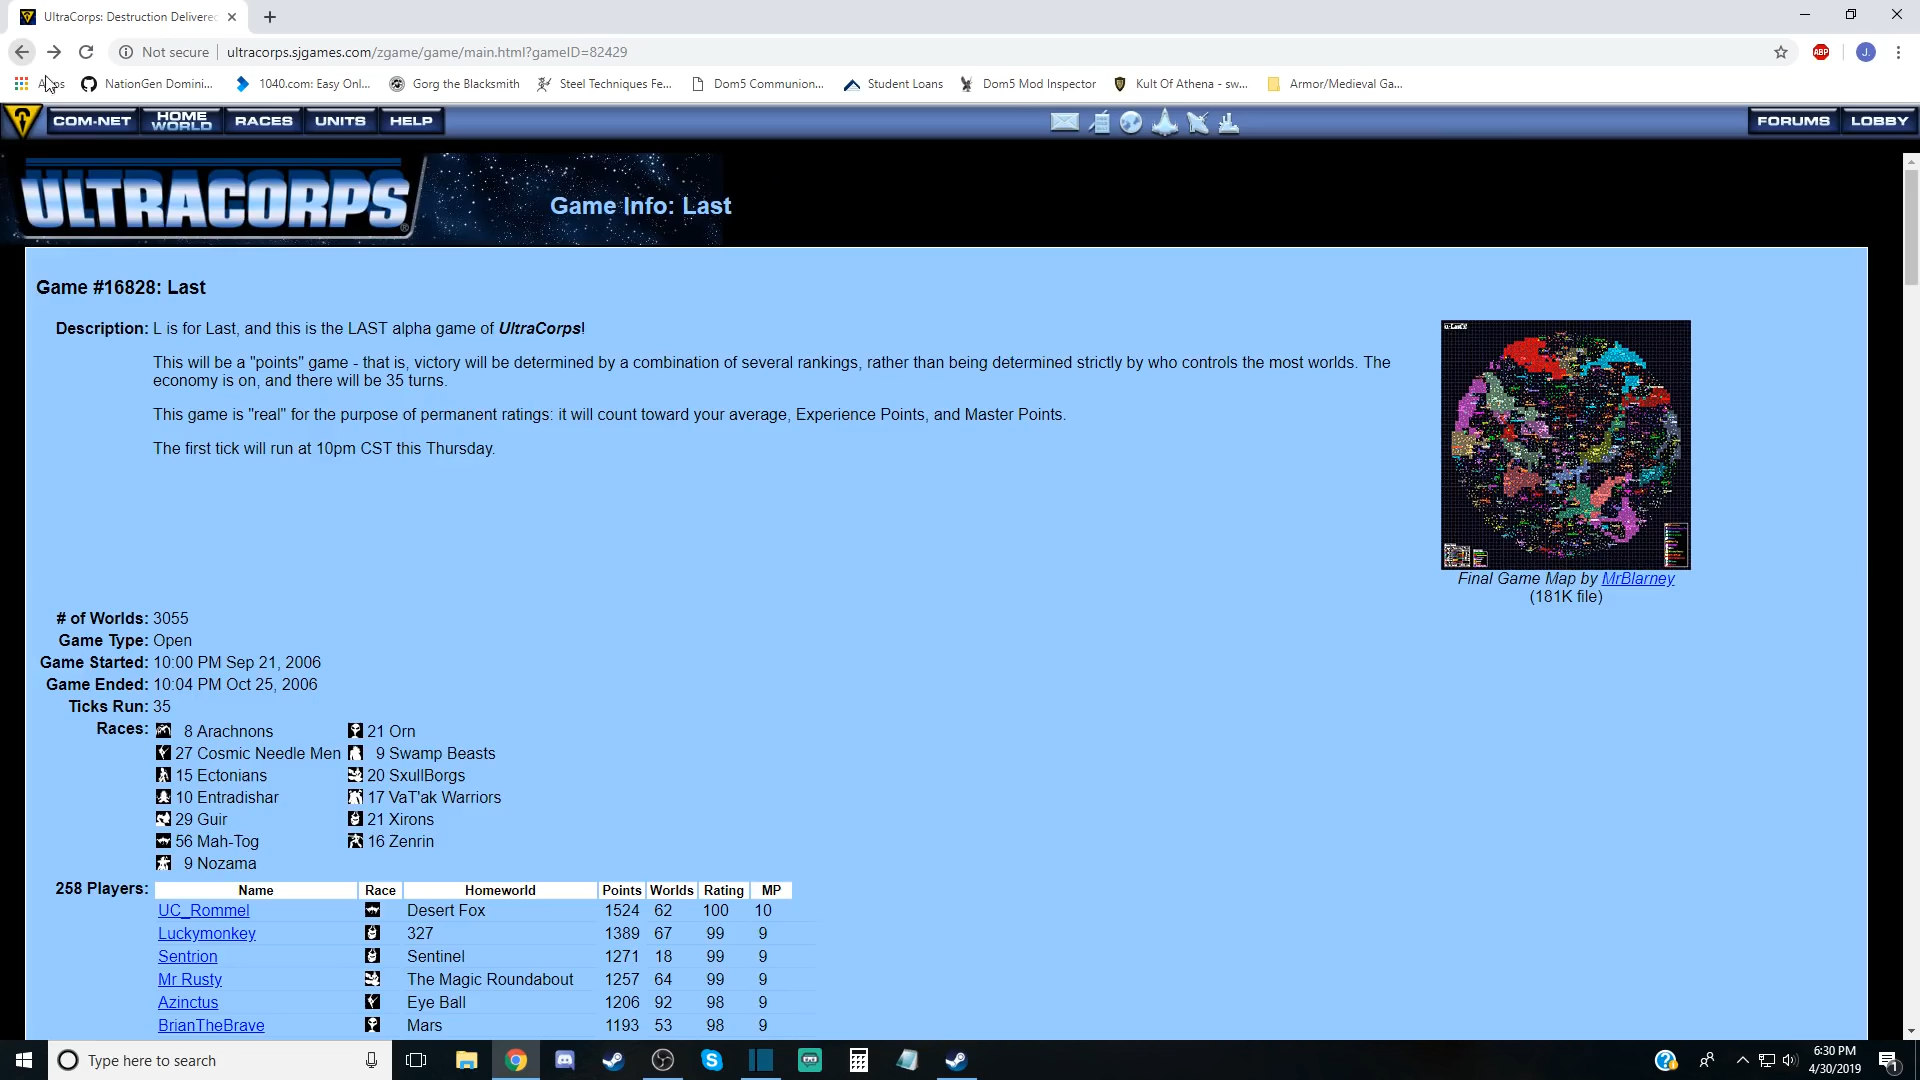 UltraCorps: Destruction Delivered
Not secure
ultracorps.sjgames.com/zgame/game/main.html?gameID=82429
ABP
J.
Apps
NationGen Domini...
1040.com: Easy Onl...
Gorg the Blacksmith
Steel Techniques Fe...
Dom5 Communion...
Student Loans
Dom5 Mod Inspector
Kult Of Athena - sw...
Armor/Medieval Ga...
COM-NET
HOME WORLD
RACES
UNITS
HELP
FORUMS
LOBBY
ULTRACORPS
Game Info: Last
Game #16828: Last
Description: L is for Last, and this is the LAST alpha game of UltraCorps!
This will be a "points" game - that is, victory will be determined by a combination of several rankings, rather than being determined strictly by who controls the most worlds. The
economy is on, and there will be 35 turns.
This game is "real" for the purpose of permanent ratings: it will count toward your average, Experience Points, and Master Points.
The first tick will run at 10pm CST this Thursday.
Final Game Map by MrBlarney
(181K file)
# of Worlds: 3055
Game Type: Open
Game Started: 10:00 PM Sep 21, 2006
Game Ended: 10:04 PM Oct 25, 2006
Ticks Run: 35
Races: 8 Arachnons 21 Orn
27 Cosmic Needle Men 9 Swamp Beasts
15 Ectonians 20 SxullBorgs
10 Entradishar 17 VaT'ak Warriors
29 Guir 21 Xirons
56 Mah-Tog 16 Zenrin
9 Nozama
258 Players: Name Race Homeworld Points Worlds Rating MP
UC_Rommel Desert Fox 1524 62 100 10
Luckymonkey 327 1389 67 99 9
Sentrion Sentinel 1271 18 99 9
Mr Rusty The Magic Roundabout 1257 64 99 9
Azinctus Eye Ball 1206 92 98 9
BrianTheBrave Mars 1193 53 98 9
Type here to search
6:30 PM
4/30/2019
1